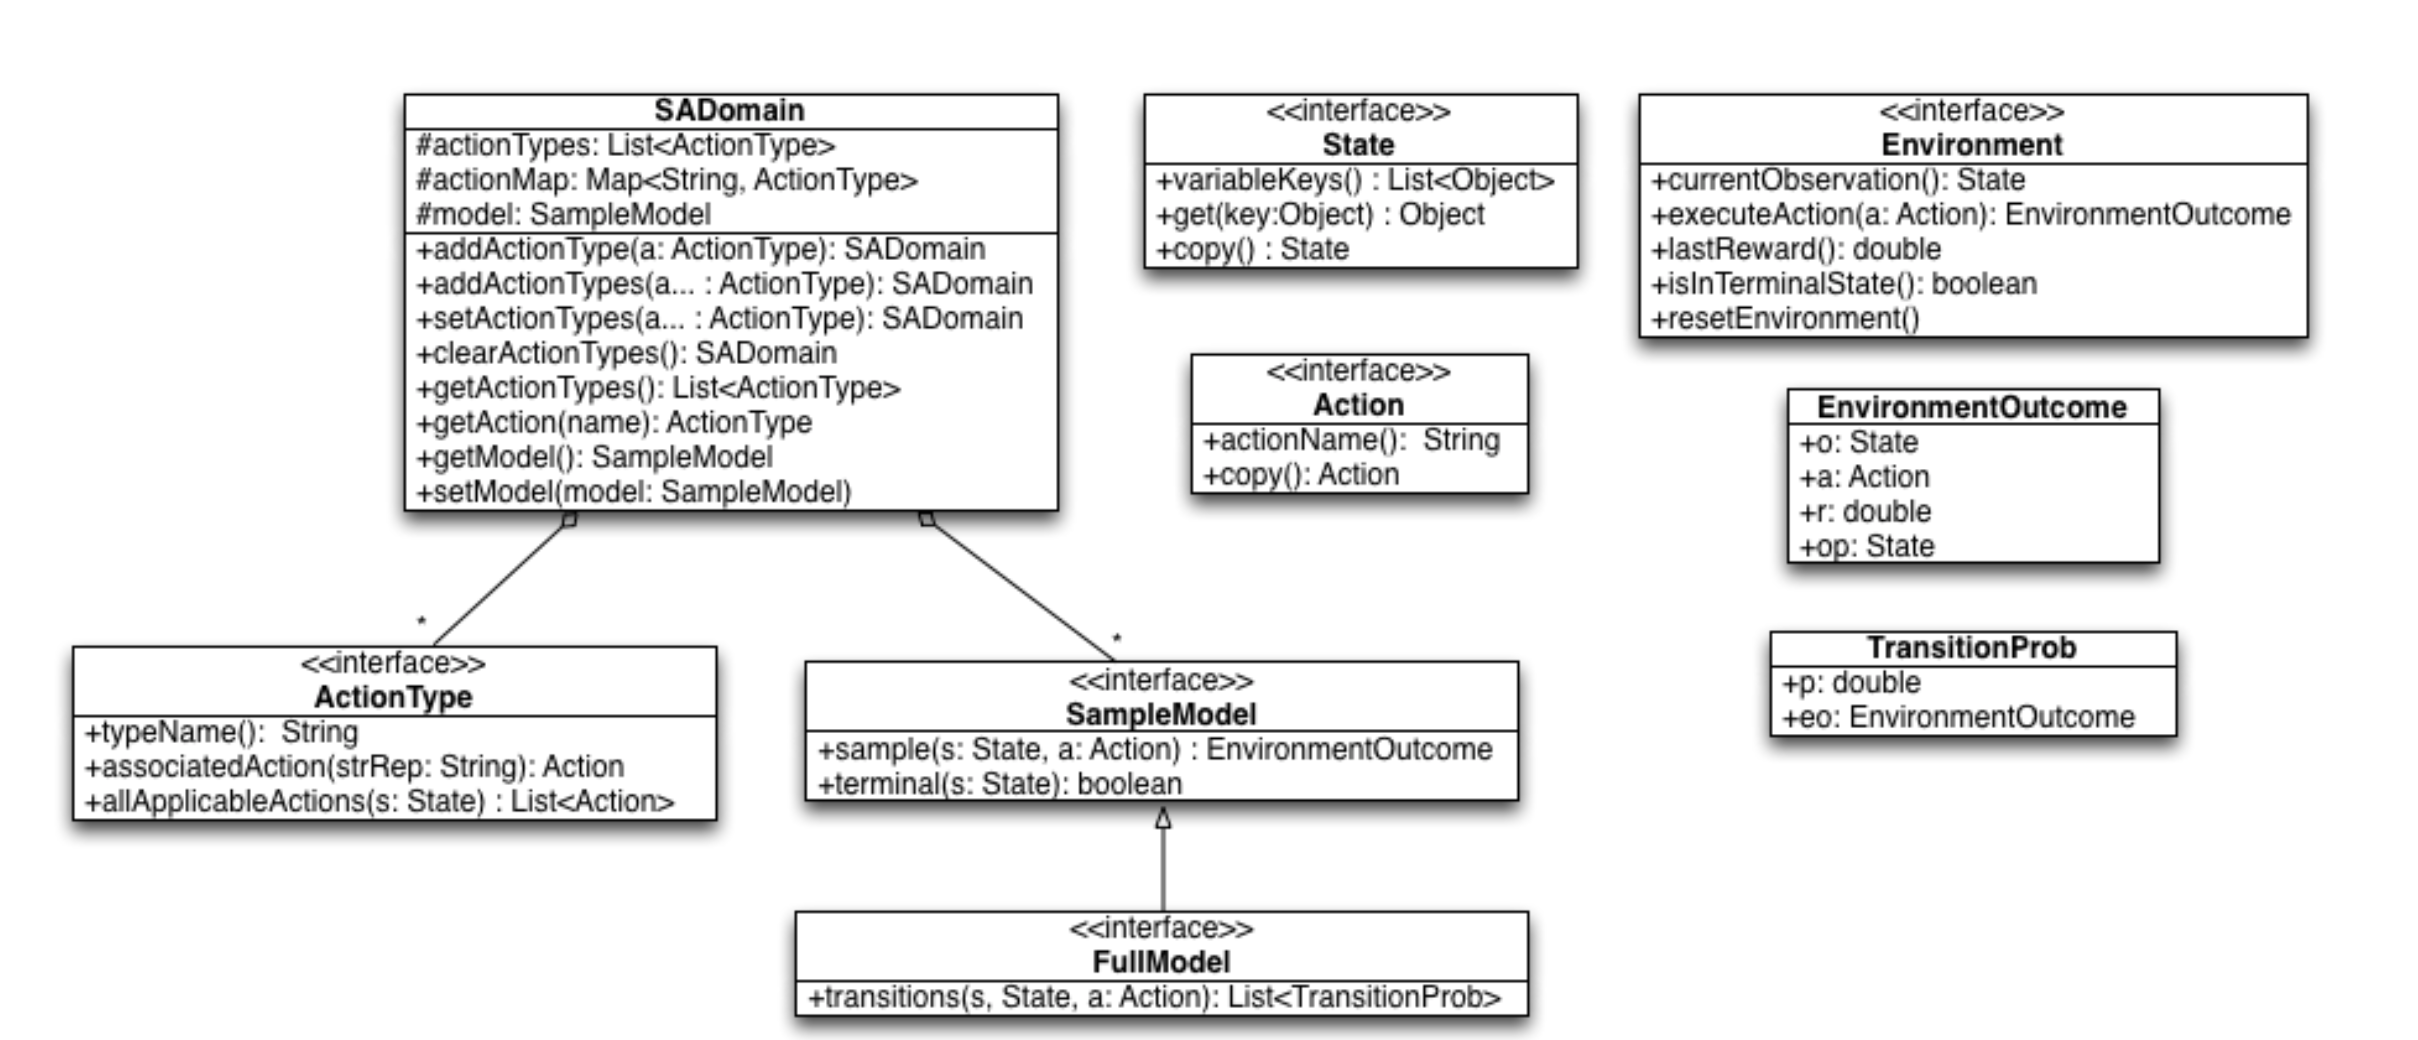 SADomain
#actionTypes: List<ActionType>
#actionMap: Map<String, ActionType>
#model: SampleModel
+addActionType(a: ActionType): SADomain
+addActionTypes(a... : ActionType): SADomain
+setActionTypes(a... : ActionType): SADomain
+clearActionTypes(): SADomain
+getActionTypes(): List<ActionType>
+getAction(name): ActionType
+getModel(): SampleModel
+setModel(model: SampleModel)
<<interface>>
State
+variableKeys() : List<Object>
+get(key:Object) : Object
+copy() : State
<<interface>>
Environment
+currentObservation(): State
+executeAction(a: Action): EnvironmentOutcome
+lastReward(): double
+isInTerminalState(): boolean
+resetEnvironment()
<<interface>>
Action
+actionName():  String
+copy(): Action
EnvironmentOutcome
+o: State
+a: Action
+r: double
+op: State
*
*
<<interface>>
ActionType
+typeName():  String
+associatedAction(strRep: String): Action
+allApplicableActions(s: State) : List<Action>
<<interface>>
SampleModel
+sample(s: State, a: Action) : EnvironmentOutcome
+terminal(s: State): boolean
TransitionProb
+p: double
+eo: EnvironmentOutcome
<<interface>>
FullModel
+transitions(s, State, a: Action): List<TransitionProb>